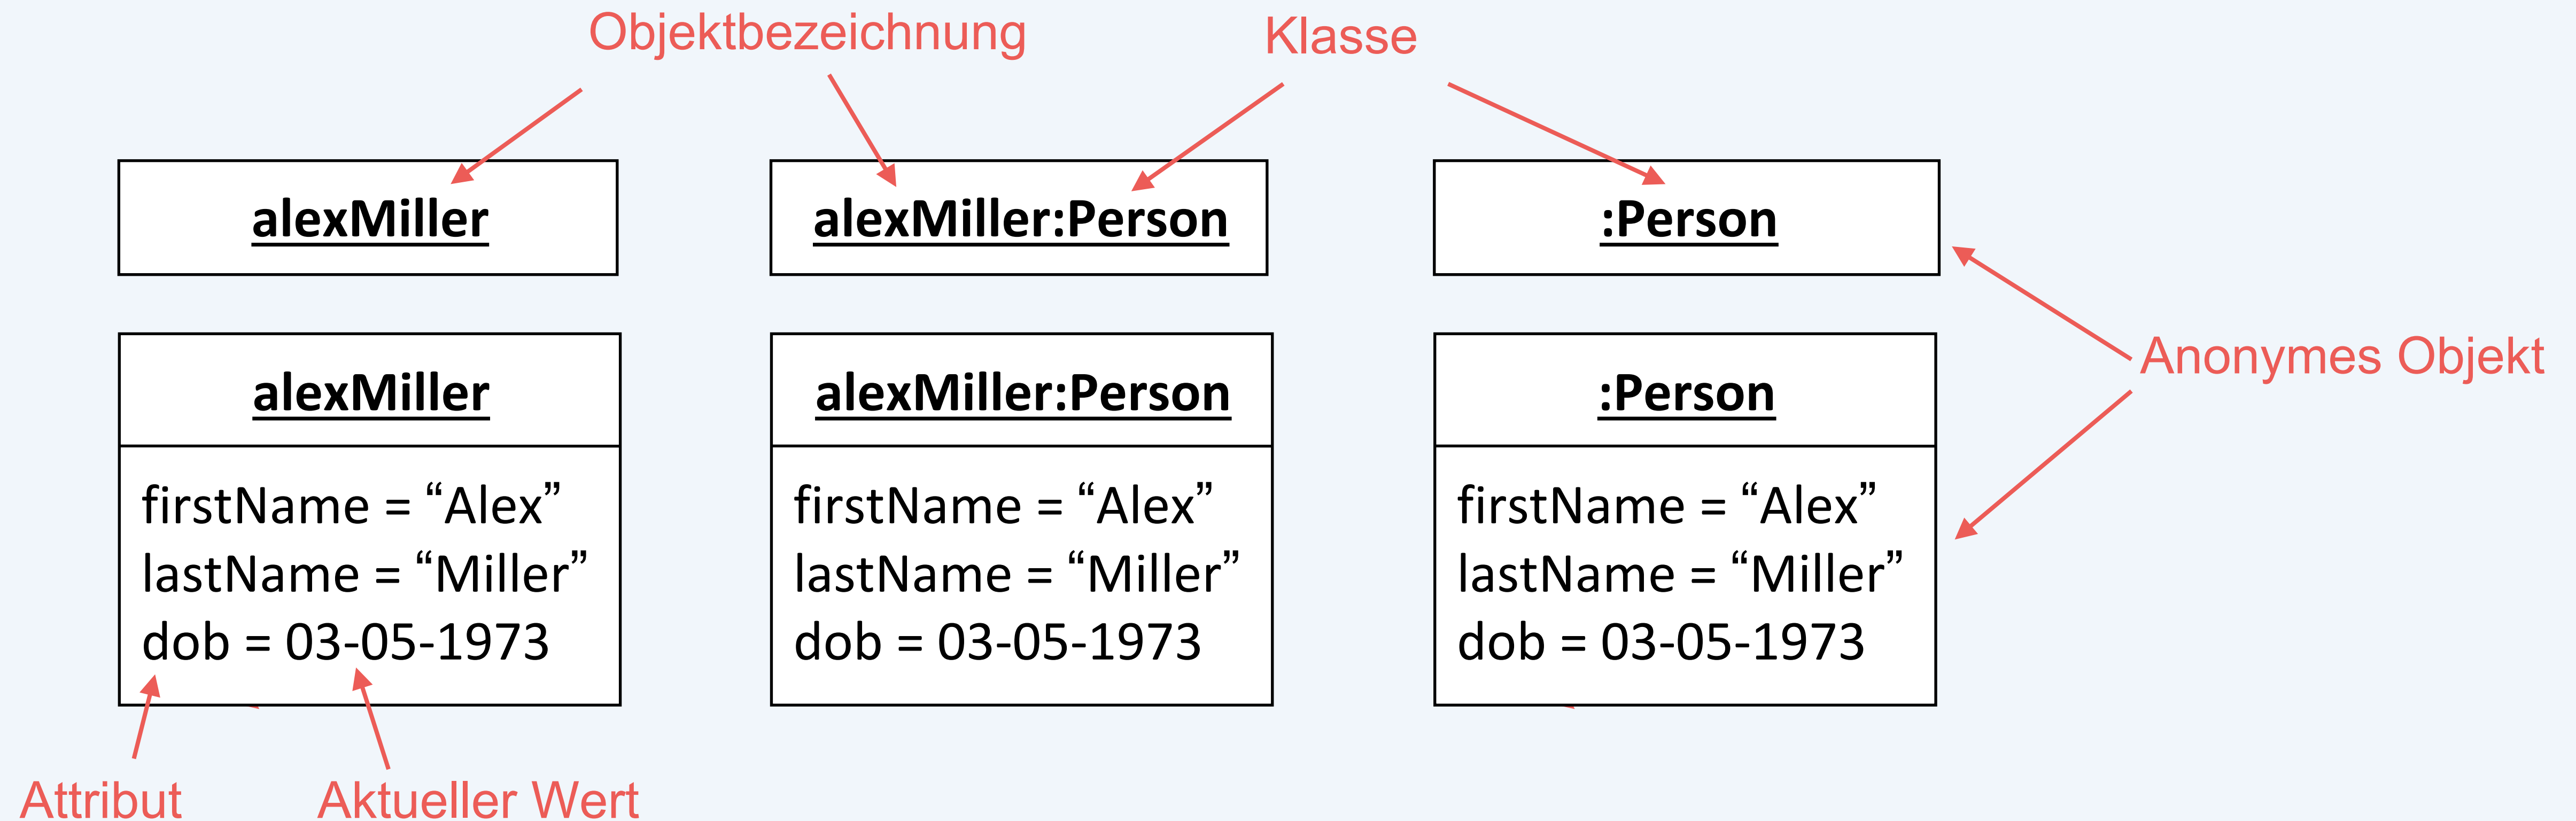 Objektbezeichnung
Klasse
alexMiller
alexMiller:Person
:Person
Anonymes Objekt
alexMiller
firstName = “Alex”
lastName = “Miller”
dob = 03-05-1973
alexMiller:Person
firstName = “Alex”
lastName = “Miller”
dob = 03-05-1973
:Person
firstName = “Alex”
lastName = “Miller”
dob = 03-05-1973
Attribut
Aktueller Wert